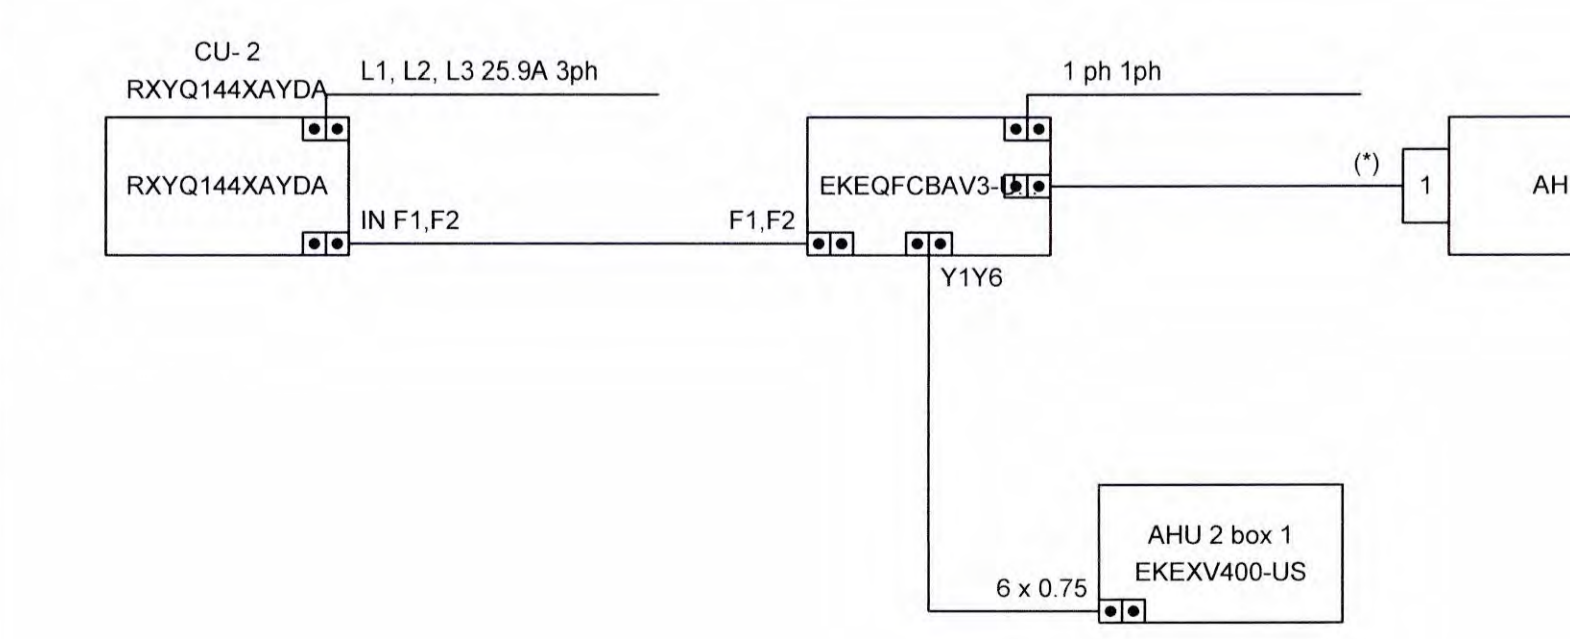 CU- 2
RXYQ144XAYDA
L1, L2, L3 25.9A 3ph
1 ph 1ph
RXYQ144XAYDA
EKEQFCBAV3-
(*)
1
AH
IN F1,F2
F1,F2
Y1Y6
AHU 2 box 1
EKEXV400-US
6 x 0.75